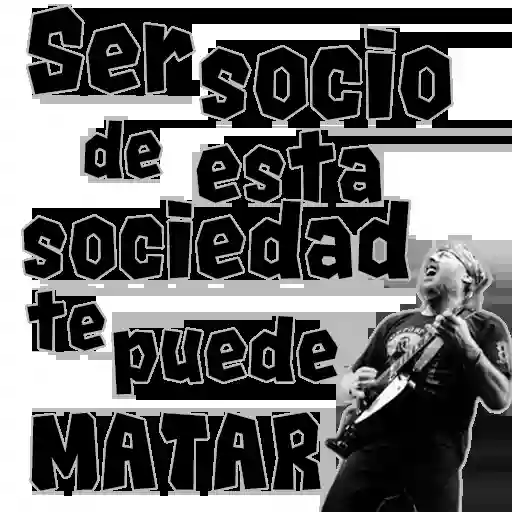 Ser socio
de esta
sociedad
te puede
MATAR